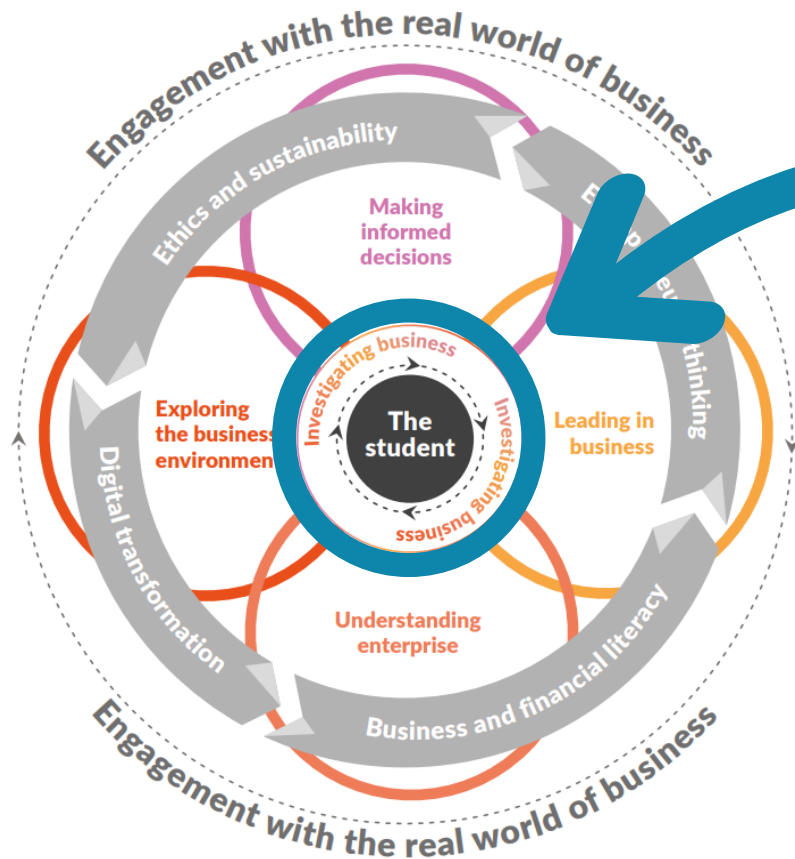 Engagement with the real world of business
Ethics and sustainability
thinking
Making
informed
decisions
Exploring
the business
Leading in
business
Investigating business
Investigating business
Investigating business
The
student
Digital transformation
Understanding
enterprise
Business and financial literacy
Engagement with the real world of business